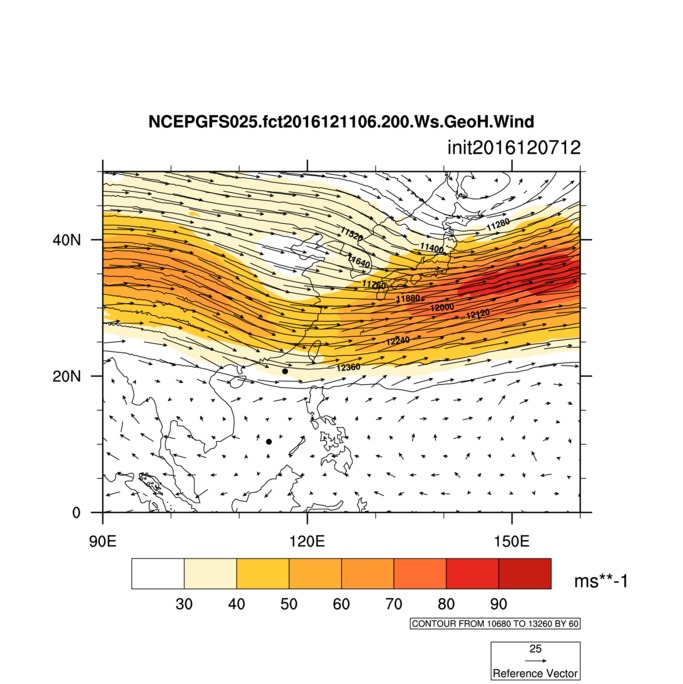 NCEPGFS025.fct2016121106.200.Ws.GeoH.Wind
init2016120712
11280
11520
11400
40N
11640
11760
11880
12000
12120
12240
12360
20N
0
90E 120E 150E
30 40 50 60 70 80 90
ms**-1
CONTOUR FROM 10680 TO 13260 BY 60
25
Reference Vector